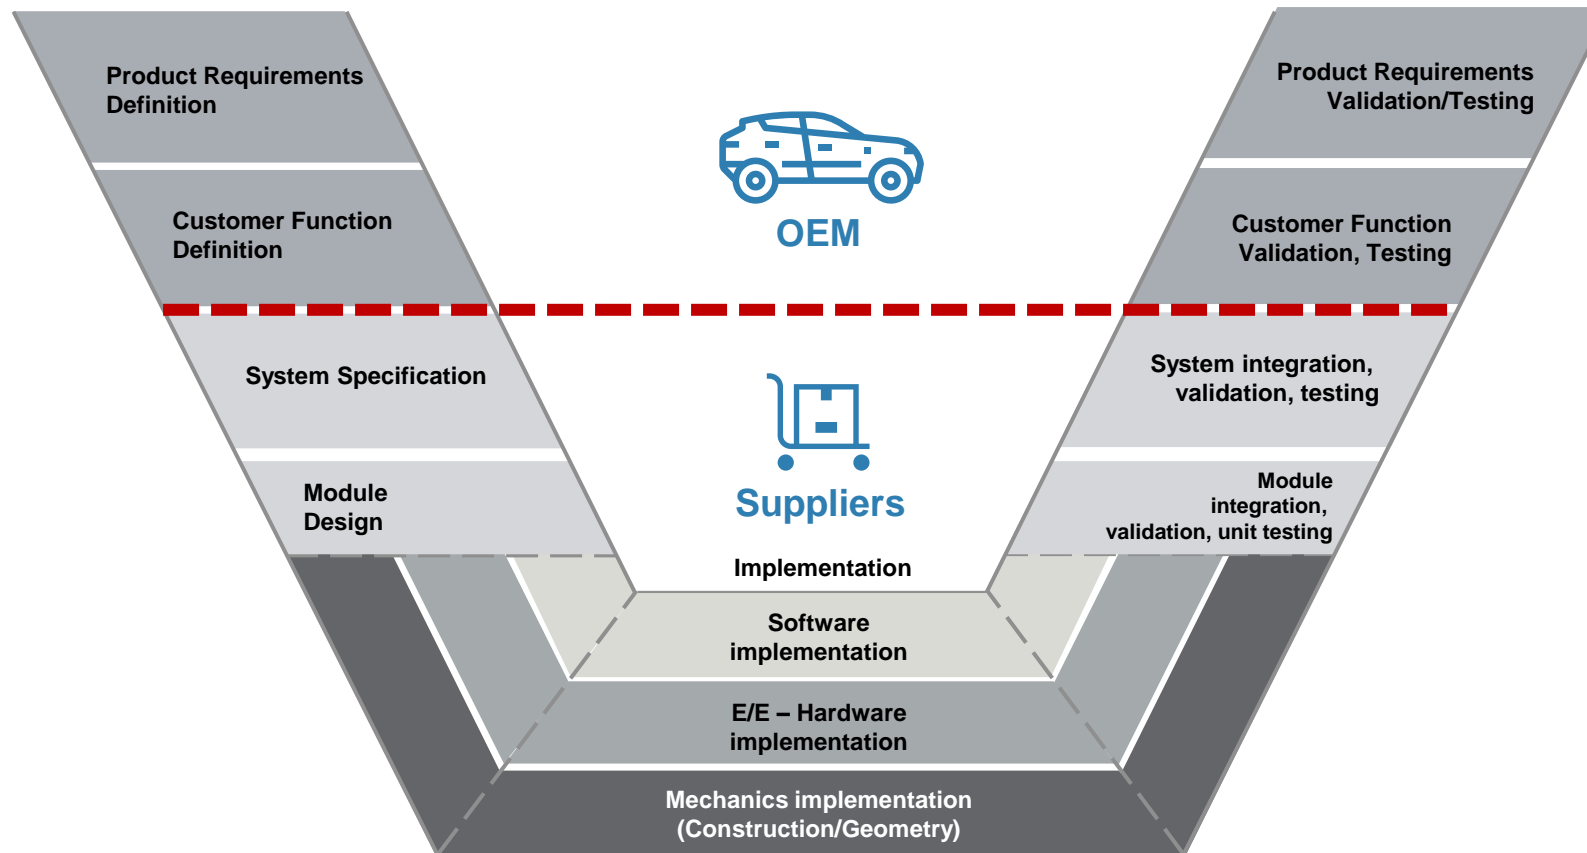 Product Requirements
Definition
Product Requirements
Validation/Testing
OEM
Customer Function
Definition
Customer Function
Validation, Testing
System Specification
System integration,
validation, testing
Suppliers
Module
Design
Module
integration,
validation, unit testing
Implementation
Software
implementation
E/E – Hardware
implementation
Mechanics implementation
(Construction/Geometry)